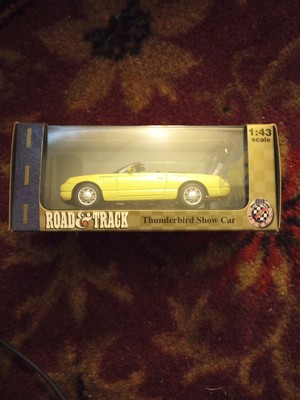 1:43
scale
ROAD & TRACK
Thunderbird Show Car